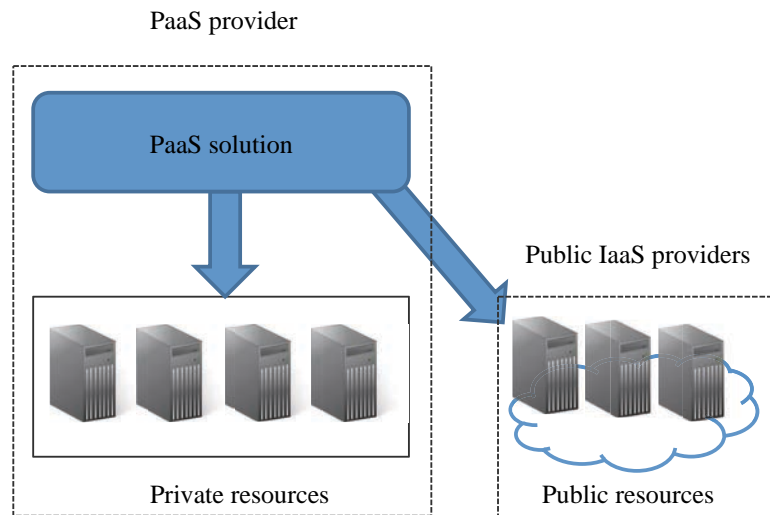 PaaS provider
PaaS solution
Public IaaS providers
Private resources
Public resources